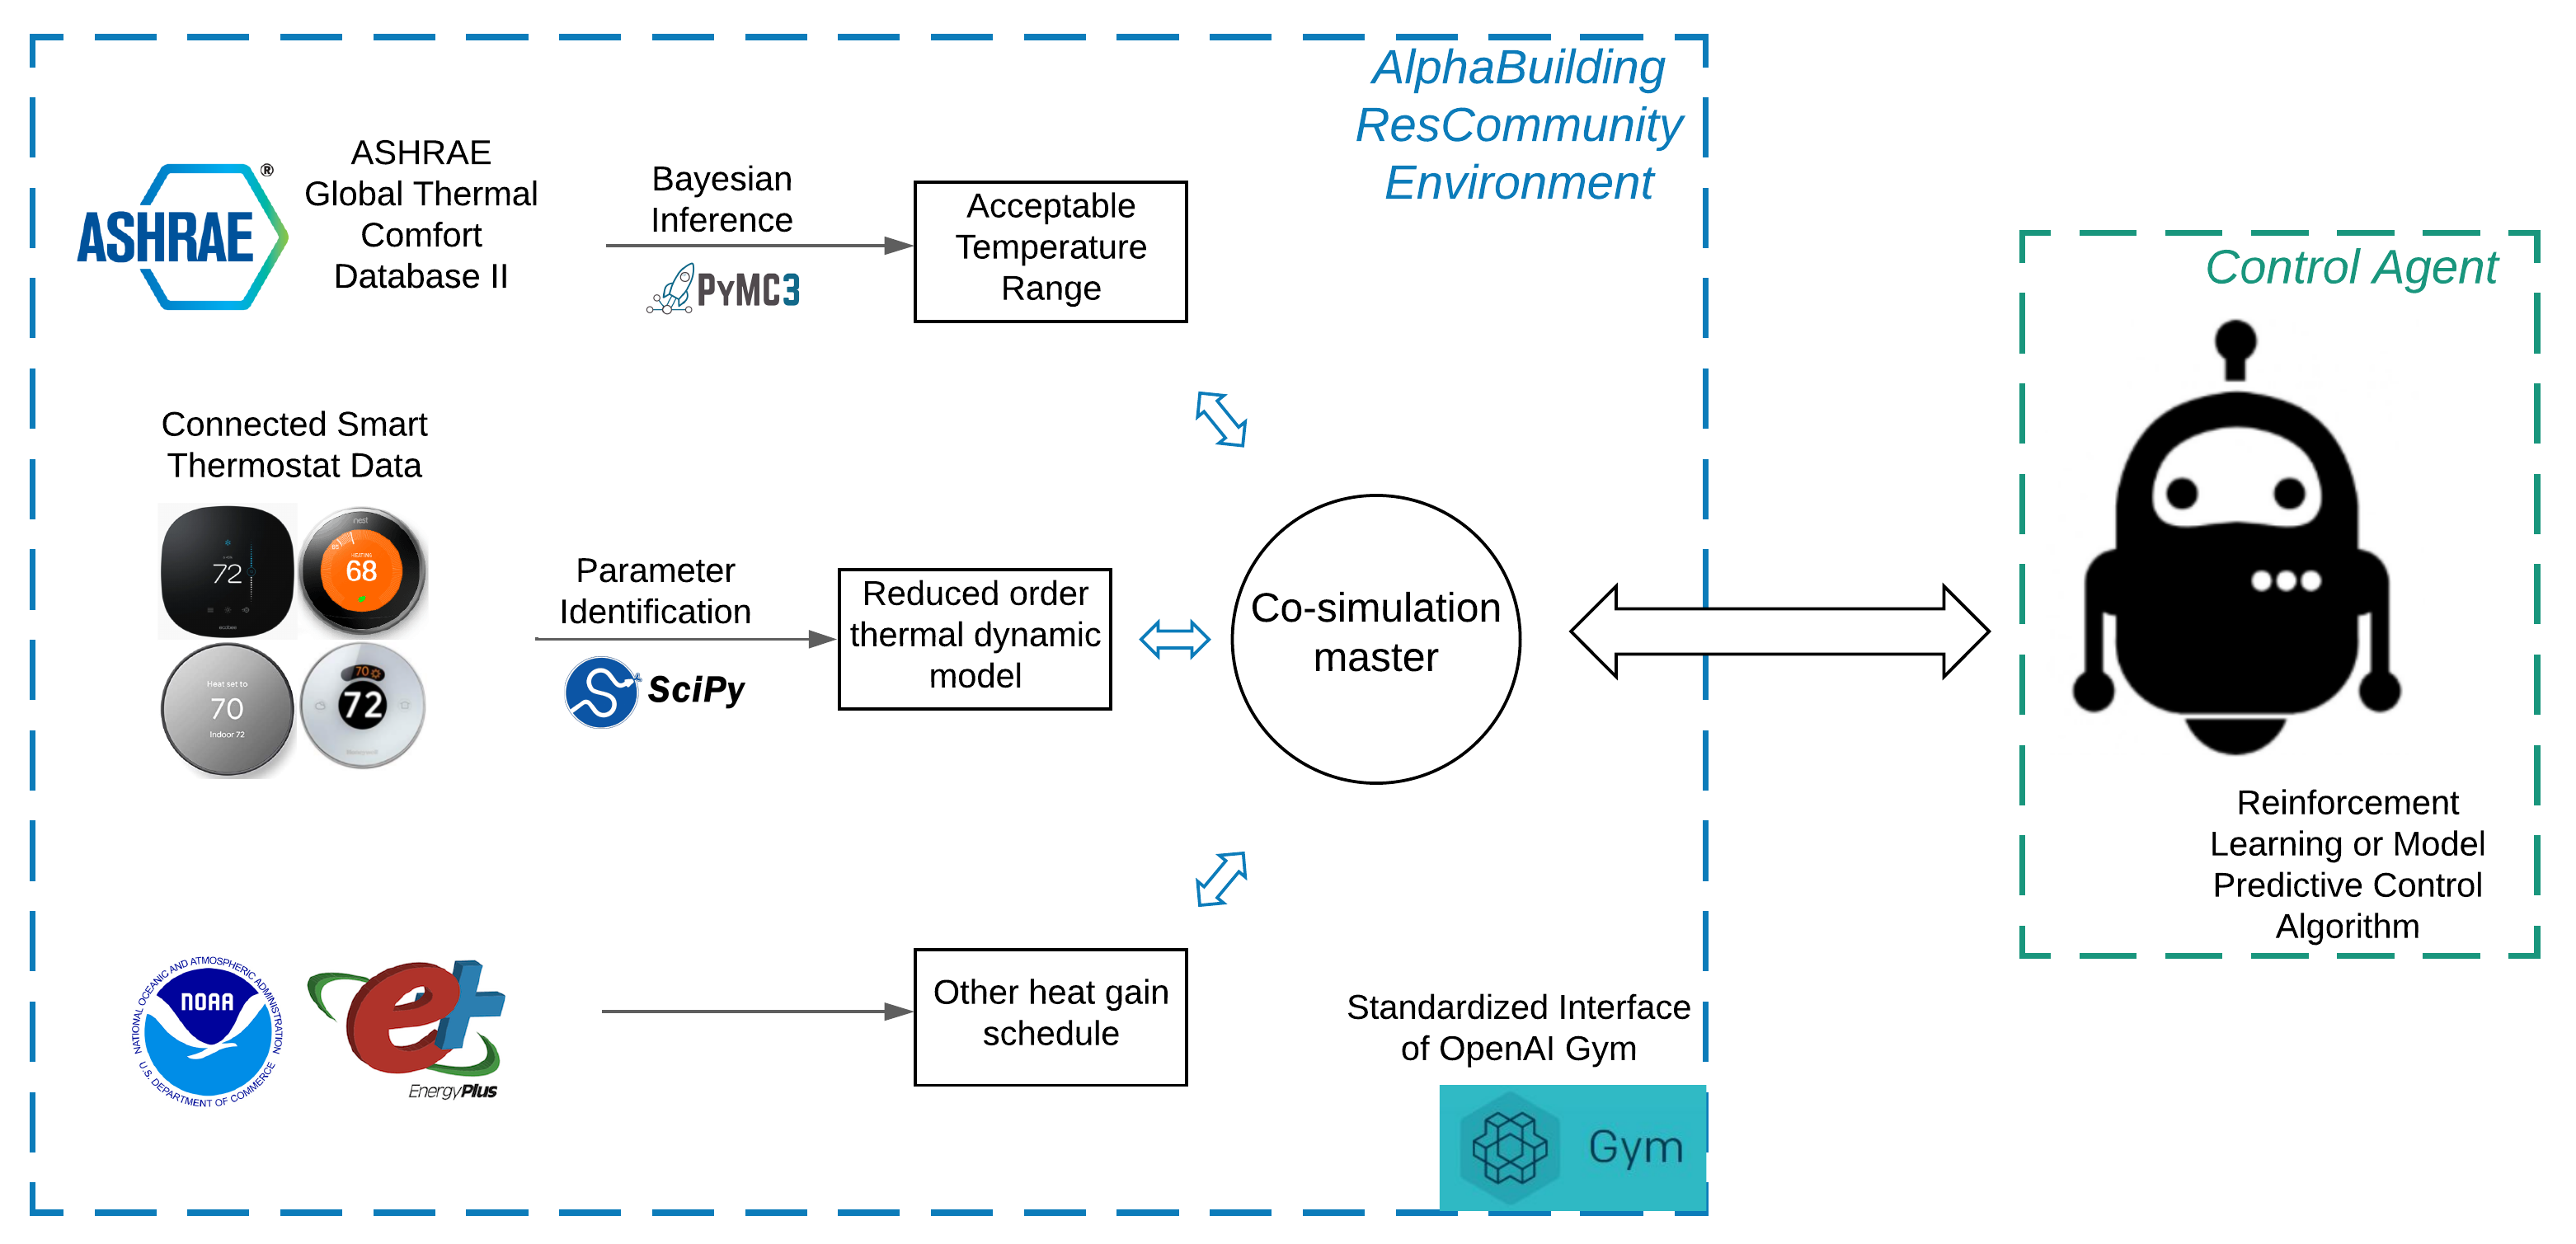 AlphaBuilding
ResCommunity
Environment
ASHRAE
®
ASHRAE
Global Thermal
Comfort
Database II
Bayesian
Inference
PyMC3
Acceptable
Temperature
Range
Control Agent
Connected Smart
Thermostat Data
72
nest
HEATING
68
Heat set to
70
Indoor 72
70
72
Honeywell
Parameter
Identification
SciPy
Reduced order
thermal dynamic
model
Co-simulation
master
Reinforcement
Learning or Model
Predictive Control
Algorithm
NATIONAL OCEANIC AND ATMOSPHERIC ADMINISTRATION
NOAA
U.S. DEPARTMENT OF COMMERCE
e+
EnergyPlus
Other heat gain
schedule
Standardized Interface
of OpenAI Gym
Gym